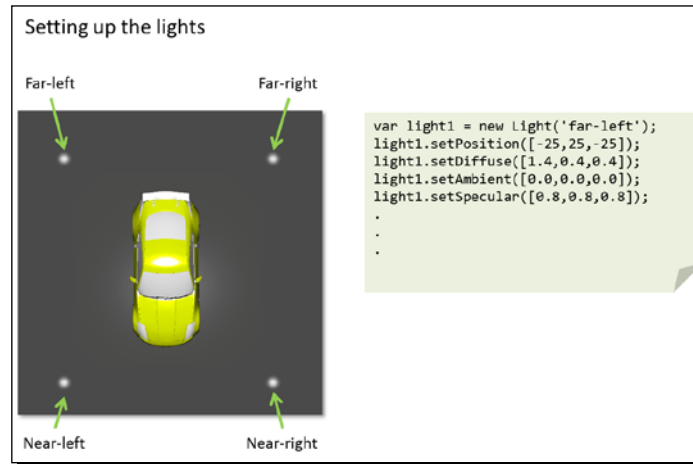 Setting up the lights
Far-left
Far-right
var light1 = new Light('far-left');
light1.setPosition([-25,25,-25]);
light1.setDiffuse([1.4,0.4,0.4]);
light1.setAmbient([0.0,0.0,0.0]);
light1.setSpecular([0.8,0.8,0.8]);
.
.
.
Near-left
Near-right